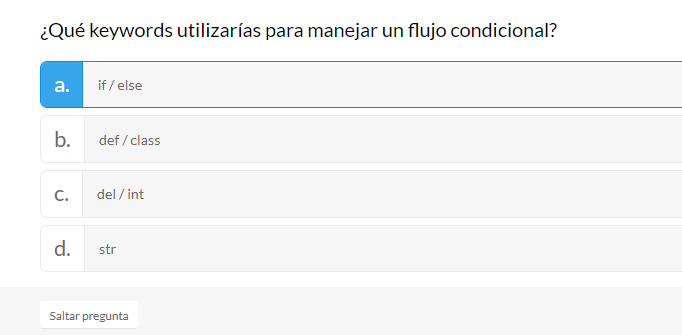 ¿Qué keywords utilizarías para manejar un flujo condicional?
a. if / else
b. def / class
c. del / int
d. str
Saltar pregunta